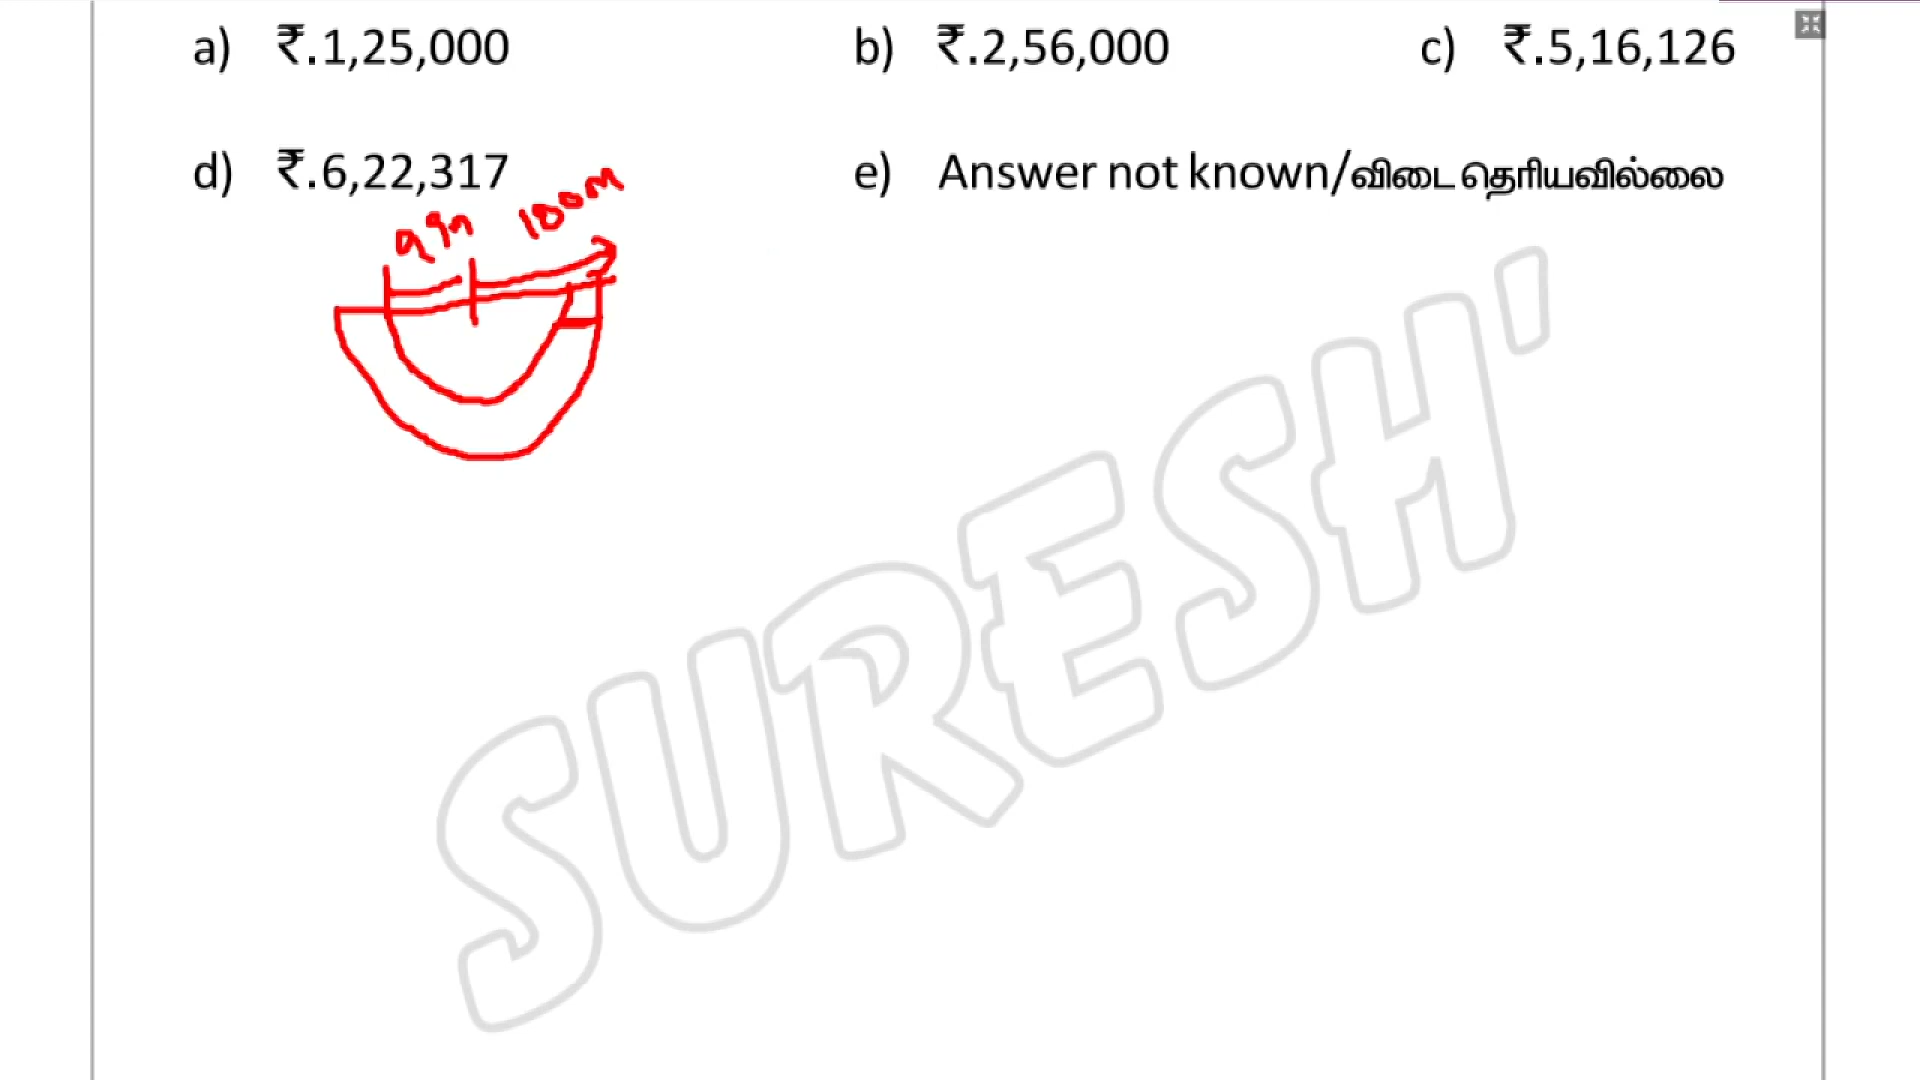 a) ₹.1,25,000 b) ₹.2,56,000 c) ₹.5,16,126
d) ₹.6,22,317 e) Answer not known/விடை தெரியவில்லை
100m
SURESH'